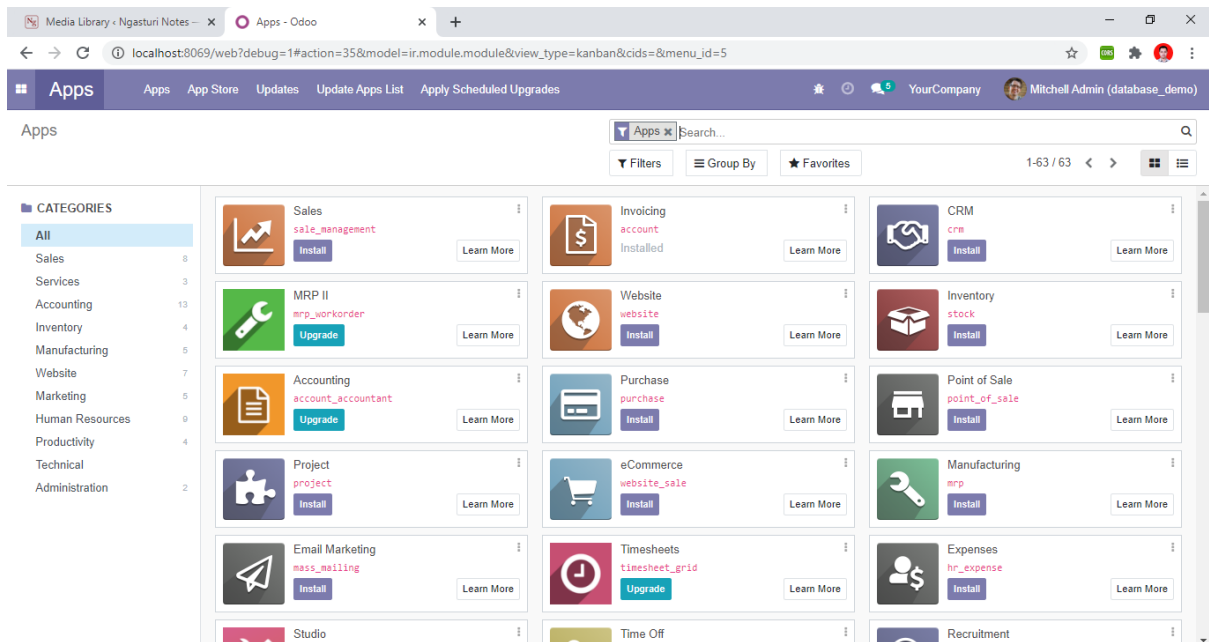 Media Library ‹ Ngasturi Notes —
Apps - Odoo
localhost:8069/web?debug=1#action=35&model=ir.module.module&view_type=kanban&cids=&menu_id=5
Apps
Apps
App Store
Updates
Update Apps List
Apply Scheduled Upgrades
5
YourCompany
Mitchell Admin (database_demo)
Apps
Apps
Search...
Filters
Group By
Favorites
1-63 / 63
CATEGORIES
All
Sales 8
Services 3
Accounting 13
Inventory 4
Manufacturing 5
Website 7
Marketing 5
Human Resources 9
Productivity 4
Technical
Administration 2
Sales
sale_management
Install
Learn More
Invoicing
account
Installed
Learn More
CRM
crm
Install
Learn More
MRP II
mrp_workorder
Upgrade
Learn More
Website
website
Install
Learn More
Inventory
stock
Install
Learn More
Accounting
account_accountant
Upgrade
Learn More
Purchase
purchase
Install
Learn More
Point of Sale
point_of_sale
Install
Learn More
Project
project
Install
Learn More
eCommerce
website_sale
Install
Learn More
Manufacturing
mrp
Install
Learn More
Email Marketing
mass_mailing
Install
Learn More
Timesheets
timesheet_grid
Upgrade
Learn More
Expenses
hr_expense
Install
Learn More
Studio
Time Off
Recruitment